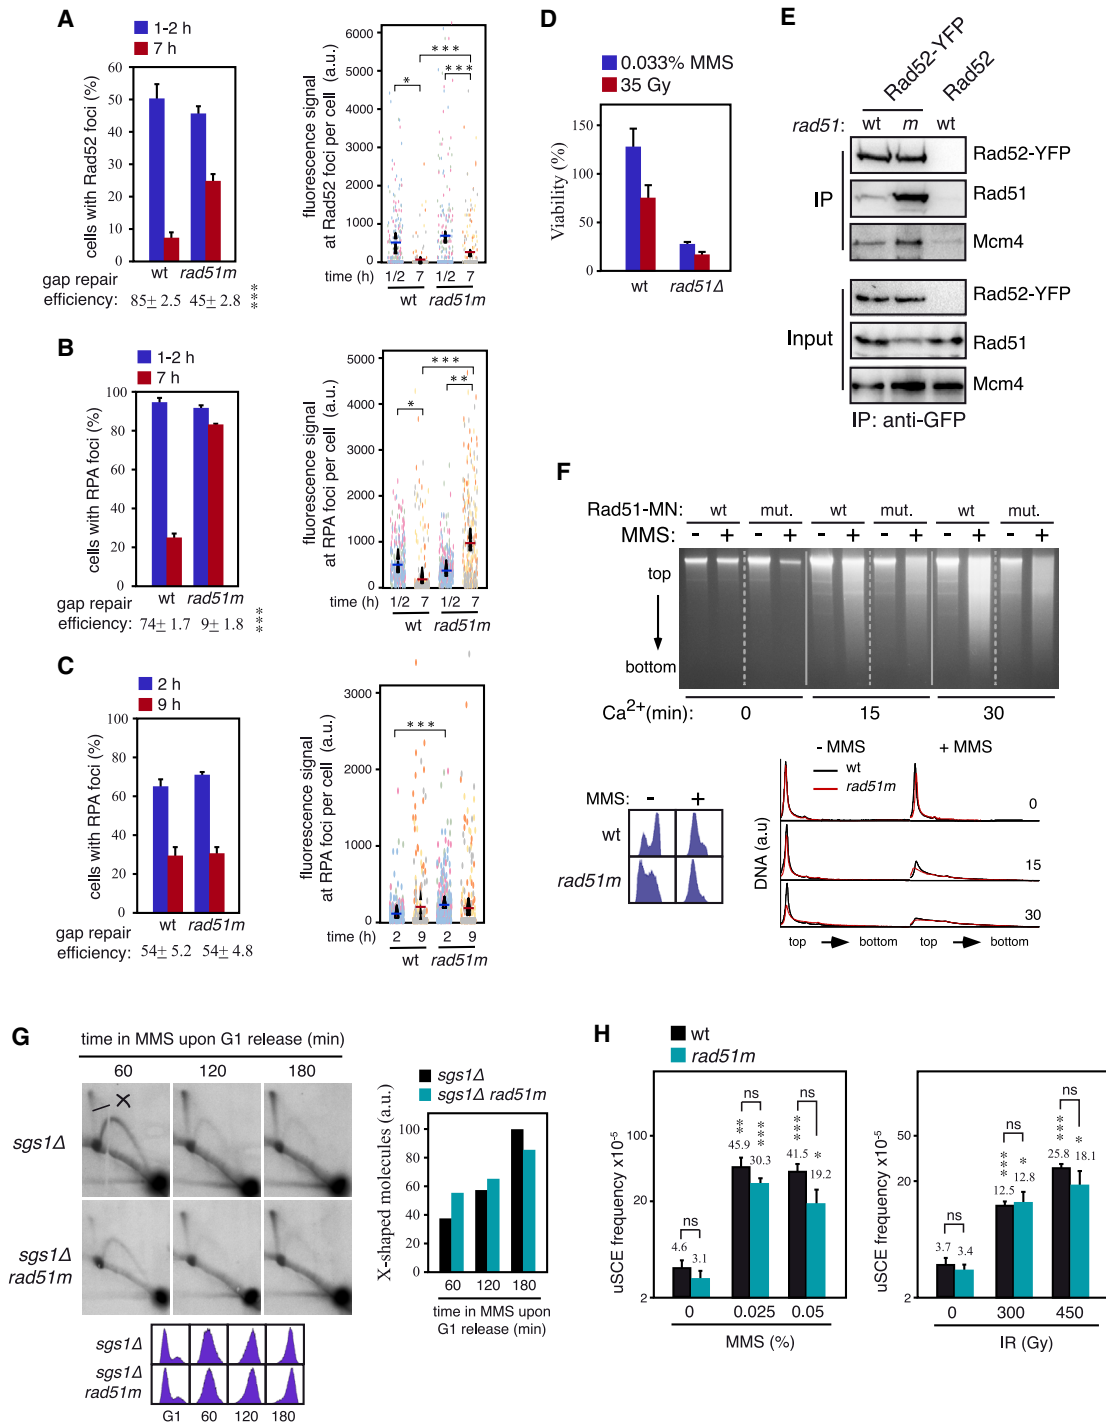 A
1-2 h
7 h
cells with Rad52 foci (%)
60
50
40
30
20
10
0
wt
rad51m
gap repair
efficiency: 85± 2.5 45± 2.8
***
fluorescence signal
at Rad52 foci per cell (a.u.)
6000
5000
4000
3000
2000
1000
0
*
***
***
time (h) 1/2 7 1/2 7
wt rad51m
B
1-2 h
7 h
cells with RPA foci (%)
100
80
60
40
20
0
wt
rad51m
gap repair
efficiency: 74± 1.7 9± 1.8
***
fluorescence signal
at RPA foci per cell (a.u.)
5000
4000
3000
2000
1000
0
*
***
**
time (h) 1/2 7 1/2 7
wt rad51m
C
2 h
9 h
cells with RPA foci (%)
100
80
60
40
20
0
wt
rad51m
gap repair
efficiency: 54± 5.2 54± 4.8
fluorescence signal
at RPA foci per cell (a.u.)
3000
2000
1000
0
***
time (h) 2 9 2 9
wt rad51m
D
0.033% MMS
35 Gy
Viability (%)
150
100
50
0
wt rad51Δ
E
Rad52-YFP
Rad52
rad51: wt m wt
IP
Rad52-YFP
Rad51
Mcm4
Input
Rad52-YFP
Rad51
Mcm4
IP: anti-GFP
F
Rad51-MN: wt mut. wt mut. wt mut.
MMS: - + - + - + - + - + - +
top
bottom
Ca2+(min): 0 15 30
MMS: - +
wt
rad51m
- MMS + MMS
wt
rad51m
DNA (a.u)
0
15
30
top bottom top bottom
G
time in MMS upon G1 release (min)
60 120 180
X
sgs1Δ
sgs1Δ
rad51m
sgs1Δ
sgs1Δ
rad51m
G1 60 120 180
sgs1Δ
sgs1Δ rad51m
X-shaped molecules (a.u.)
100
80
60
40
20
0
60 120 180
time in MMS upon
G1 release (min)
H
wt
rad51m
uSCE frequency x10-5
100
20
2
ns
4.6
3.1
ns
**
***
45.9
30.3
ns
***
*
41.5
19.2
0 0.025 0.05
MMS (%)
uSCE frequency x10-5
50
20
2
ns
3.7
3.4
ns
***
*
12.5
12.8
ns
***
*
25.8
18.1
0 300 450
IR (Gy)